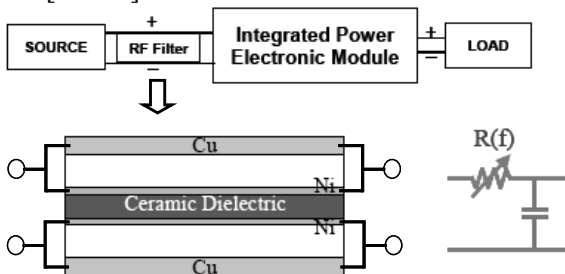 +
SOURCE
RF Filter
−
Integrated Power
Electronic Module
+
−
LOAD
Cu
Ni
Ceramic Dielectric
Ni
Cu
R(f)